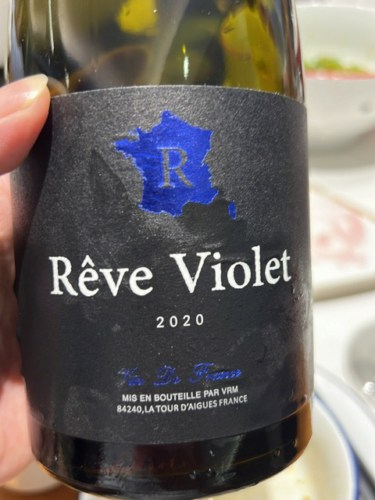 R
Rêve Violet
2020
Vin De France
MIS EN BOUTEILLE PAR VRM
84240,LA TOUR D'AIGUES FRANCE